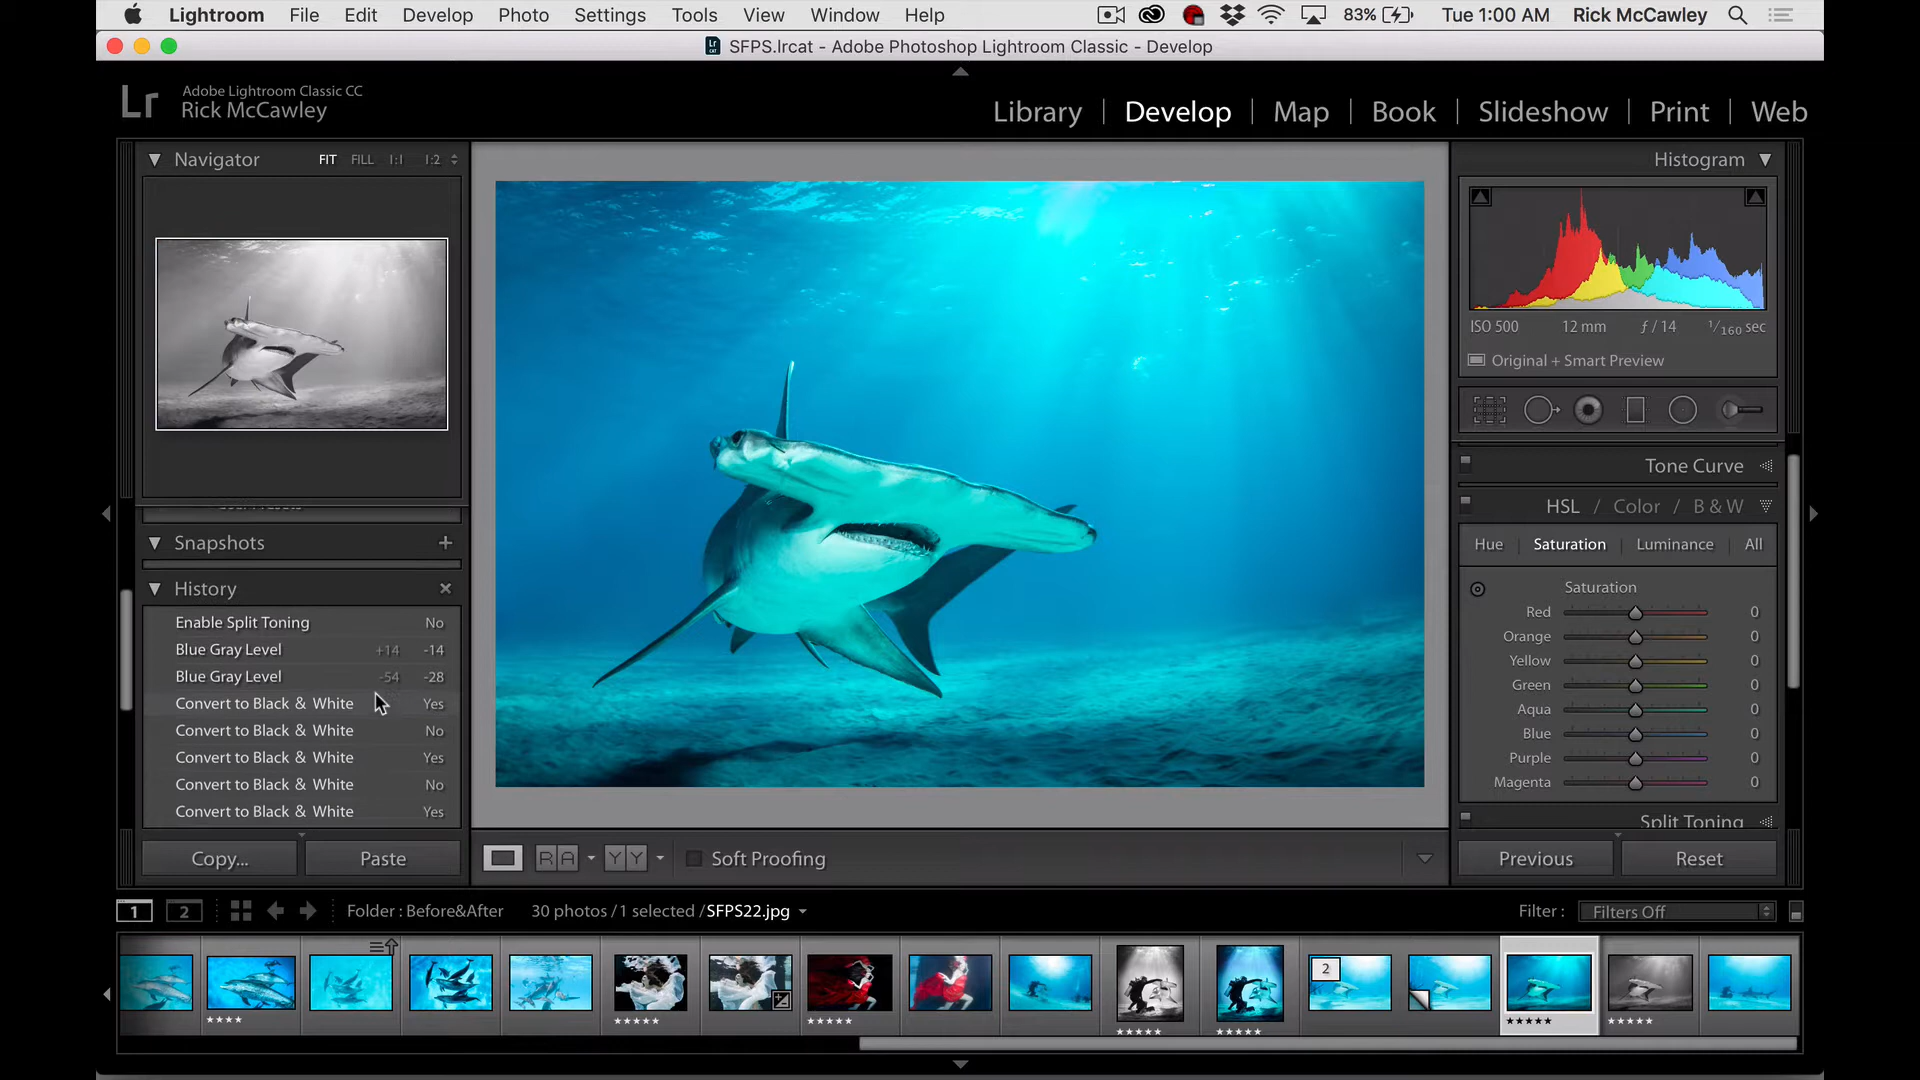 Lightroom File Edit Develop Photo Settings Tools View Window Help 83% Tue 1:00 AM Rick McCawley
SFPS.lrcat - Adobe Photoshop Lightroom Classic - Develop
Lr
Adobe Lightroom Classic CC
Rick McCawley
Library | Develop | Map | Book | Slideshow | Print | Web
Navigator FIT FILL 1:1 1:2
Snapshots +
History ×
Enable Split Toning No
Blue Gray Level +14 -14
Blue Gray Level -54 -28
Convert to Black & White Yes
Convert to Black & White No
Convert to Black & White Yes
Convert to Black & White No
Convert to Black & White Yes
Copy... Paste
R A Y Y Soft Proofing
Histogram
ISO 500 12 mm ƒ / 14 1/160 sec
Original + Smart Preview
Tone Curve
HSL / Color / B & W
Hue Saturation Luminance All
Saturation
Red 0
Orange 0
Yellow 0
Green 0
Aqua 0
Blue 0
Purple 0
Magenta 0
Split Toning
Previous Reset
1 2 Folder : Before&After 30 photos / 1 selected / SFPS22.jpg Filter : Filters Off
2